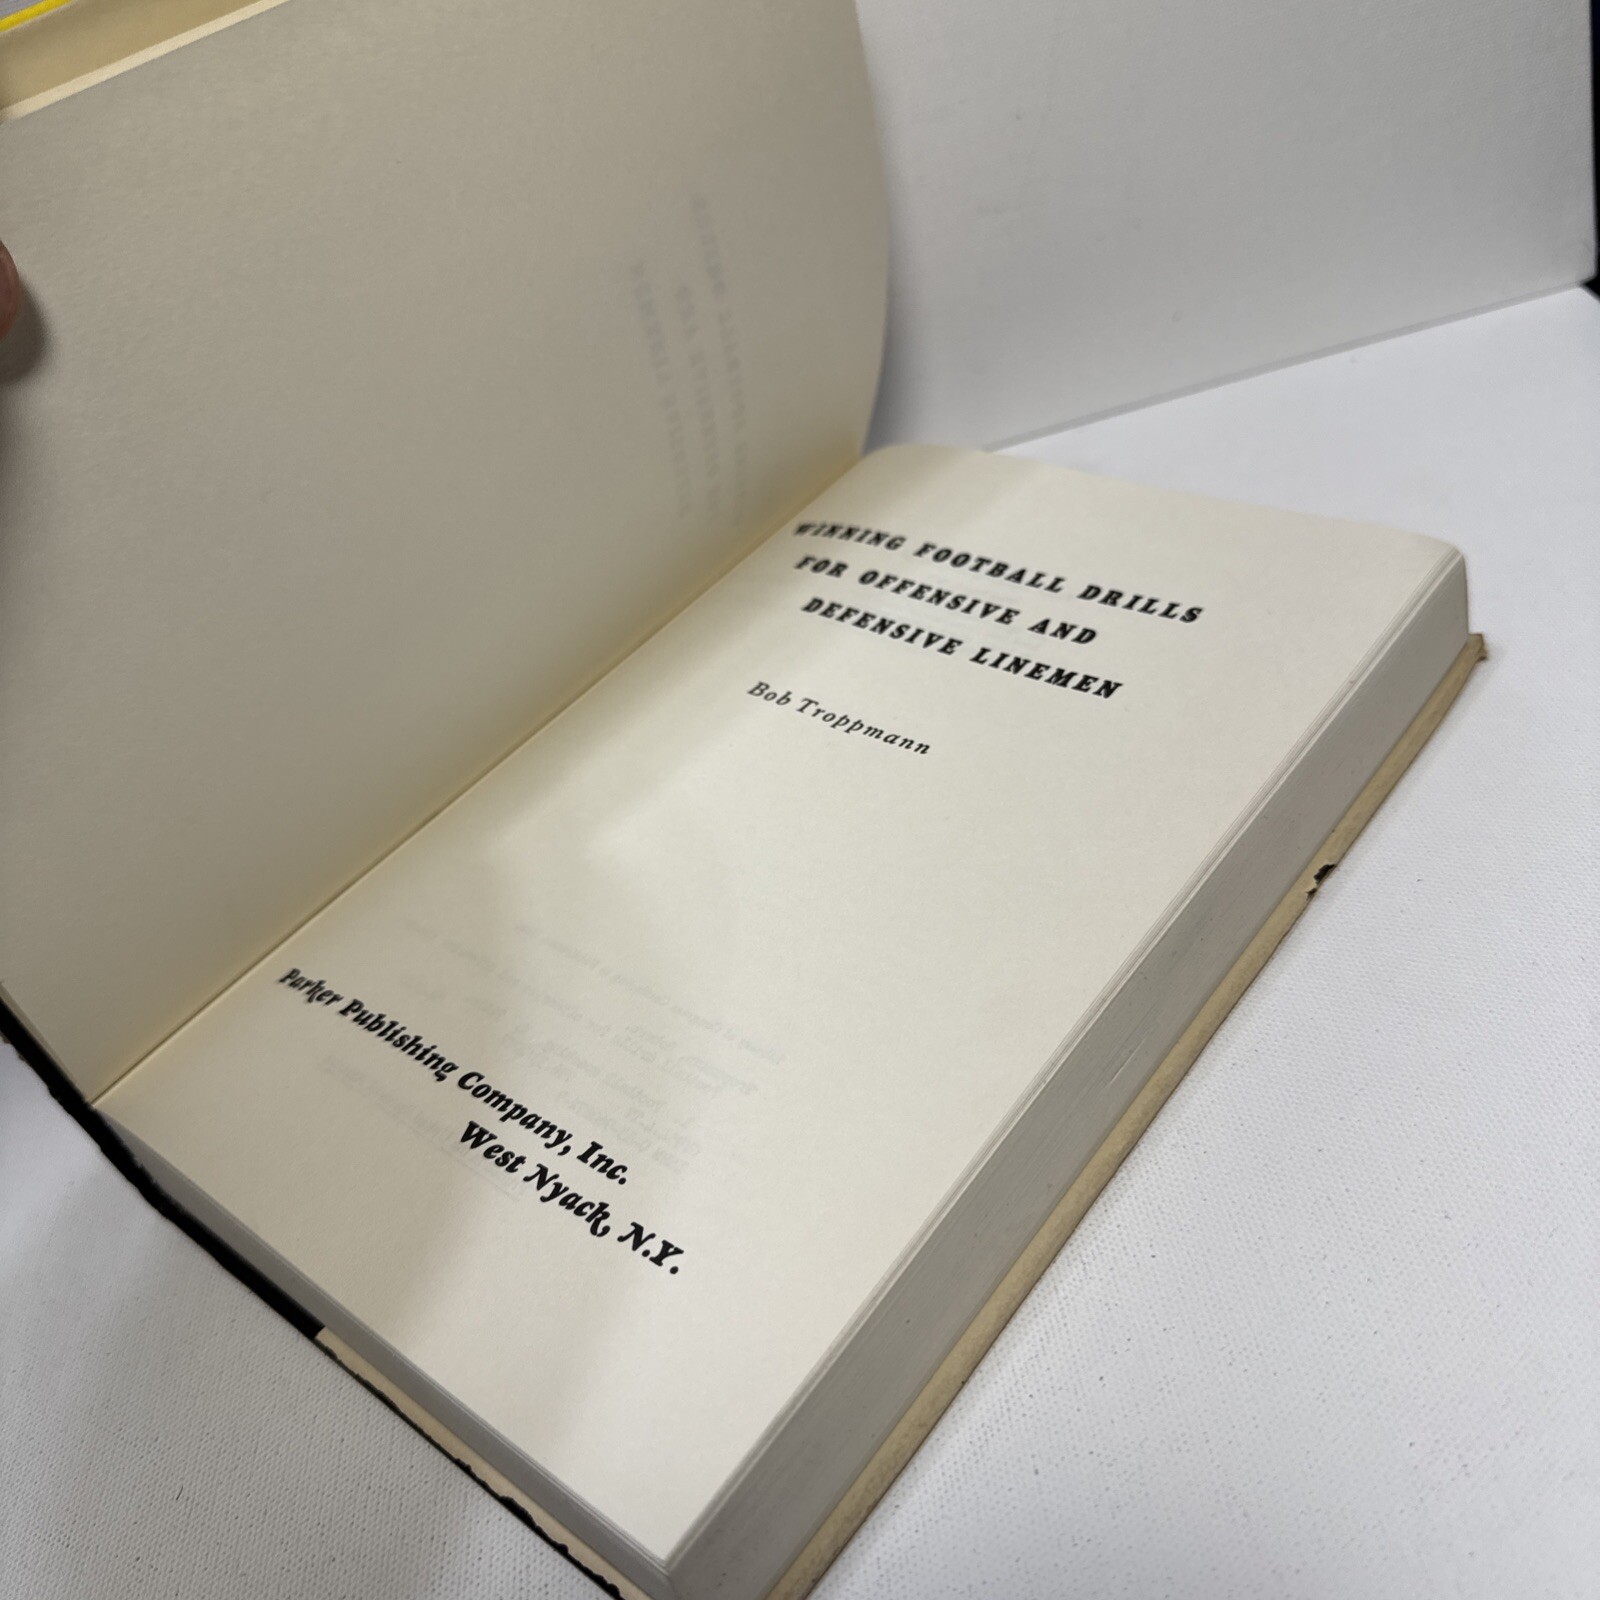 WINNING FOOTBALL DRILLS
FOR OFFENSIVE AND
DEFENSIVE LINEMEN
Bob Troppmann
Parker Publishing Company, Inc.
West Nyack, N.Y.